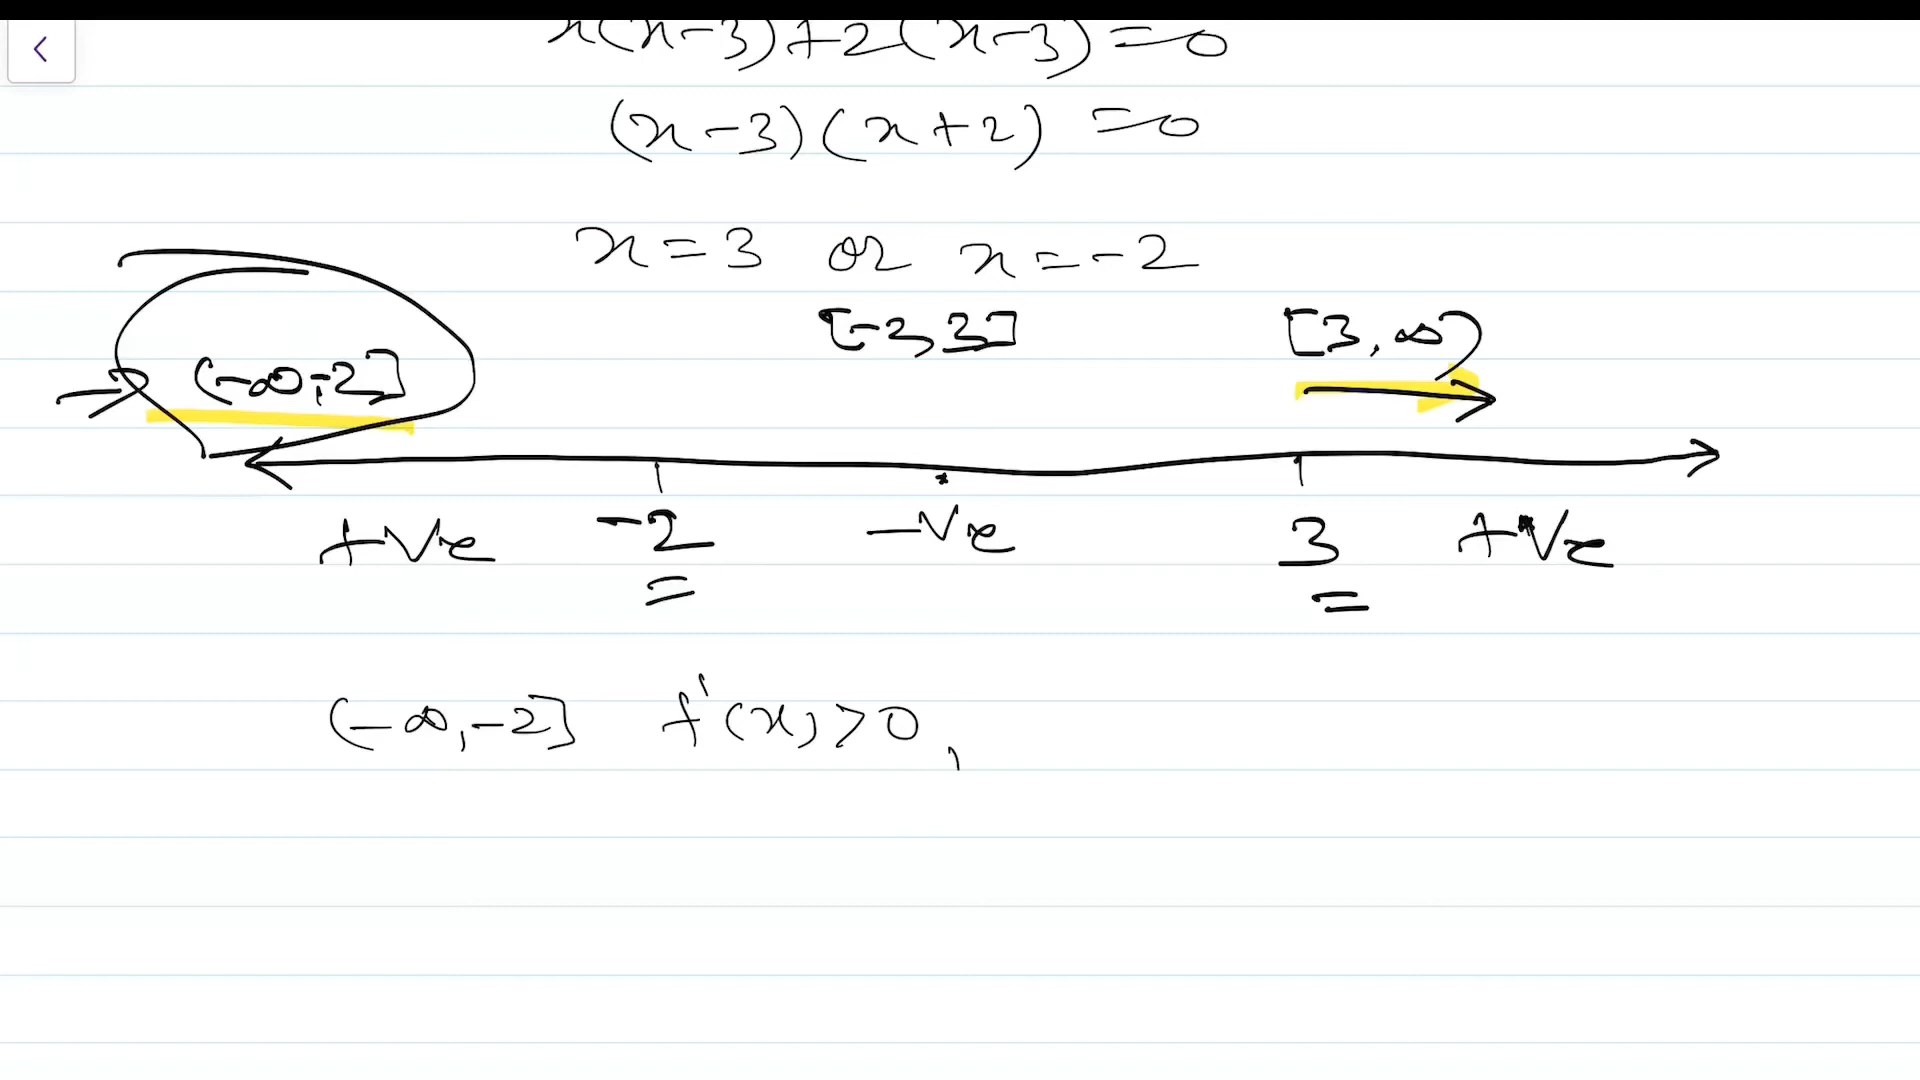 x(x-3)+2(x-3)=0
(x-3)(x+2)=0
x=3 or x=-2
[-2,3] [3,∞)
(-∞,-2]
+Ve -2 -Ve 3 +Ve
(-∞,-2] f'(x)>0,